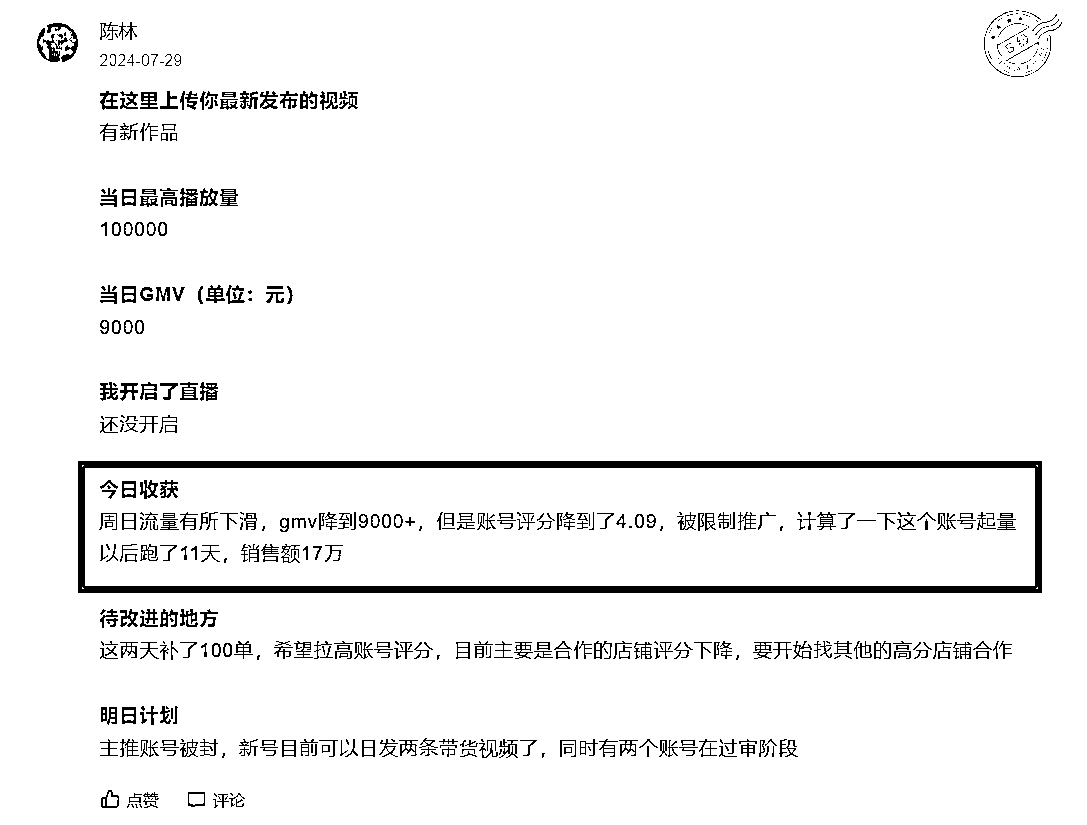 陈林
2024-07-29
在这里上传你最新发布的视频
有新作品
当日最高播放量
100000
当日GMV（单位：元）
9000
我开启了直播
还没开启
今日收获
周日流量有所下滑，gmv降到9000+，但是账号评分降到了4.09，被限制推广，计算了一下这个账号起量
以后跑了11天，销售额17万
待改进的地方
这两天补了100单，希望拉高账号评分，目前主要是合作的店铺评分下降，要开始找其他的高分店铺合作
明日计划
主推账号被封，新号目前可以日发两条带货视频了，同时有两个账号在过审阶段
点赞 评论